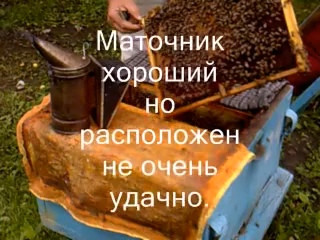 Маточник
хороший
но
расположен
не очень
удачно.